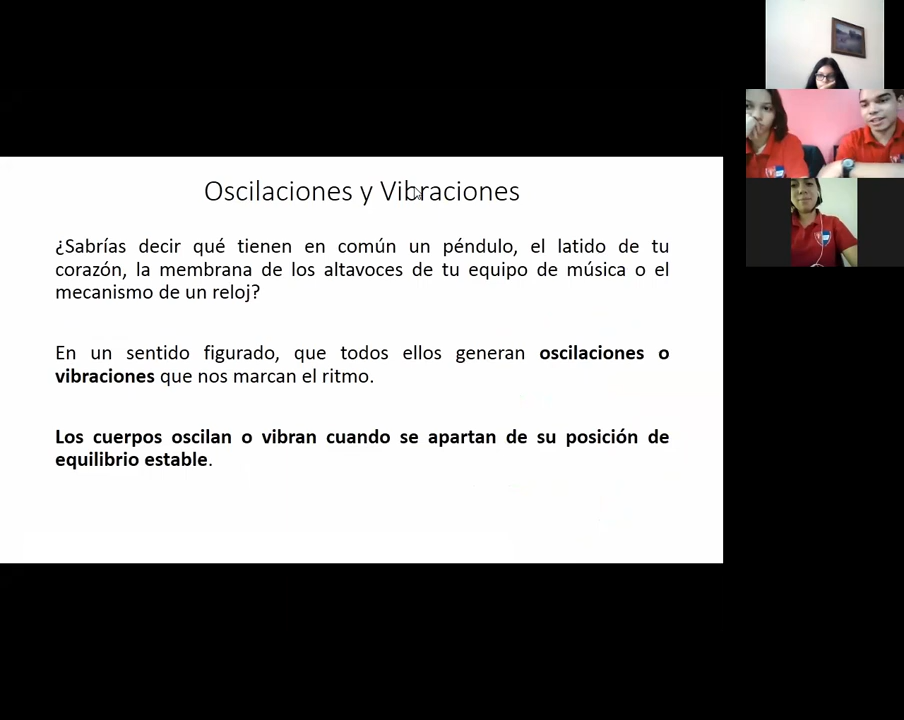 Oscilaciones y Vibraciones
¿Sabrías decir qué tienen en común un péndulo, el latido de tu
corazón, la membrana de los altavoces de tu equipo de música o el
mecanismo de un reloj?
En un sentido figurado, que todos ellos generan oscilaciones o
vibraciones que nos marcan el ritmo.
Los cuerpos oscilan o vibran cuando se apartan de su posición de
equilibrio estable.